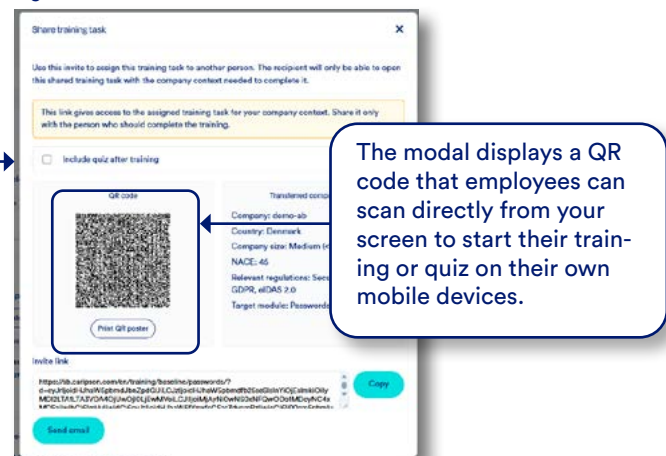 Share training task
X
Use this invite to assign this training task to another person. The recipient will only be able to open
this shared training task with the company context needed to complete it.
This link gives access to the assigned training task for your company context. Share it only
with the person who should complete the training.
Include quiz after training
QR code
Print QR poster
Transferred
Company: demo-ab
Country: Denmark
Company size: Medium
NACE: 46
Relevant regulations:
GDPR, eIDAS 2.0
Target module: Passwords
The modal displays a QR
code that employees can
scan directly from your
screen to start their train-
ing or quiz on their own
mobile devices.
Invite link
Copy
Send email